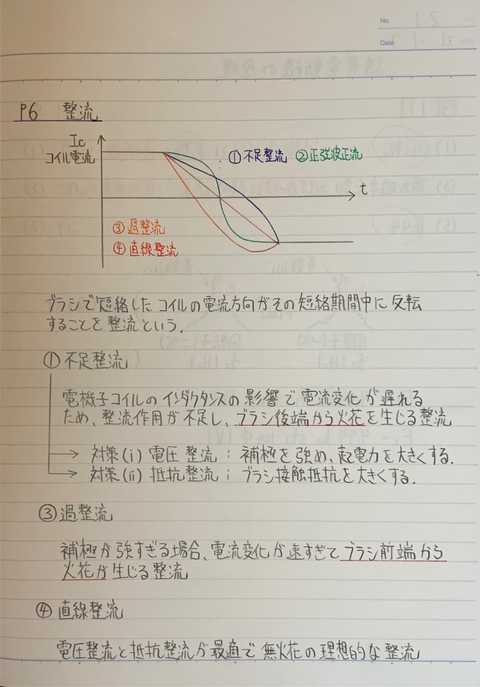 No.
Date
P6 整流
Ic
コイル電流
①不足整流 ②正弦波正流
t
③過整流
④直線整流
ブラシで短絡したコイルの電流方向がその短絡期間中に反転
することを整流という.
①不足整流
電機子コイルのインダクタンスの影響で電流変化が遅れる
ため、整流作用が不足し、ブラシ後端から火花を生じる整流
対策(i) 電圧整流 ; 補極を強め、起電力を大きくする.
対策(ii) 抵抗整流 ; ブラシ接触抵抗を大きくする.
③過整流
補極が強すぎる場合、電流変化が速すぎてブラシ前端から
火花が生じる整流
④直線整流
電圧整流と抵抗整流が最適で無火花の理想的な整流